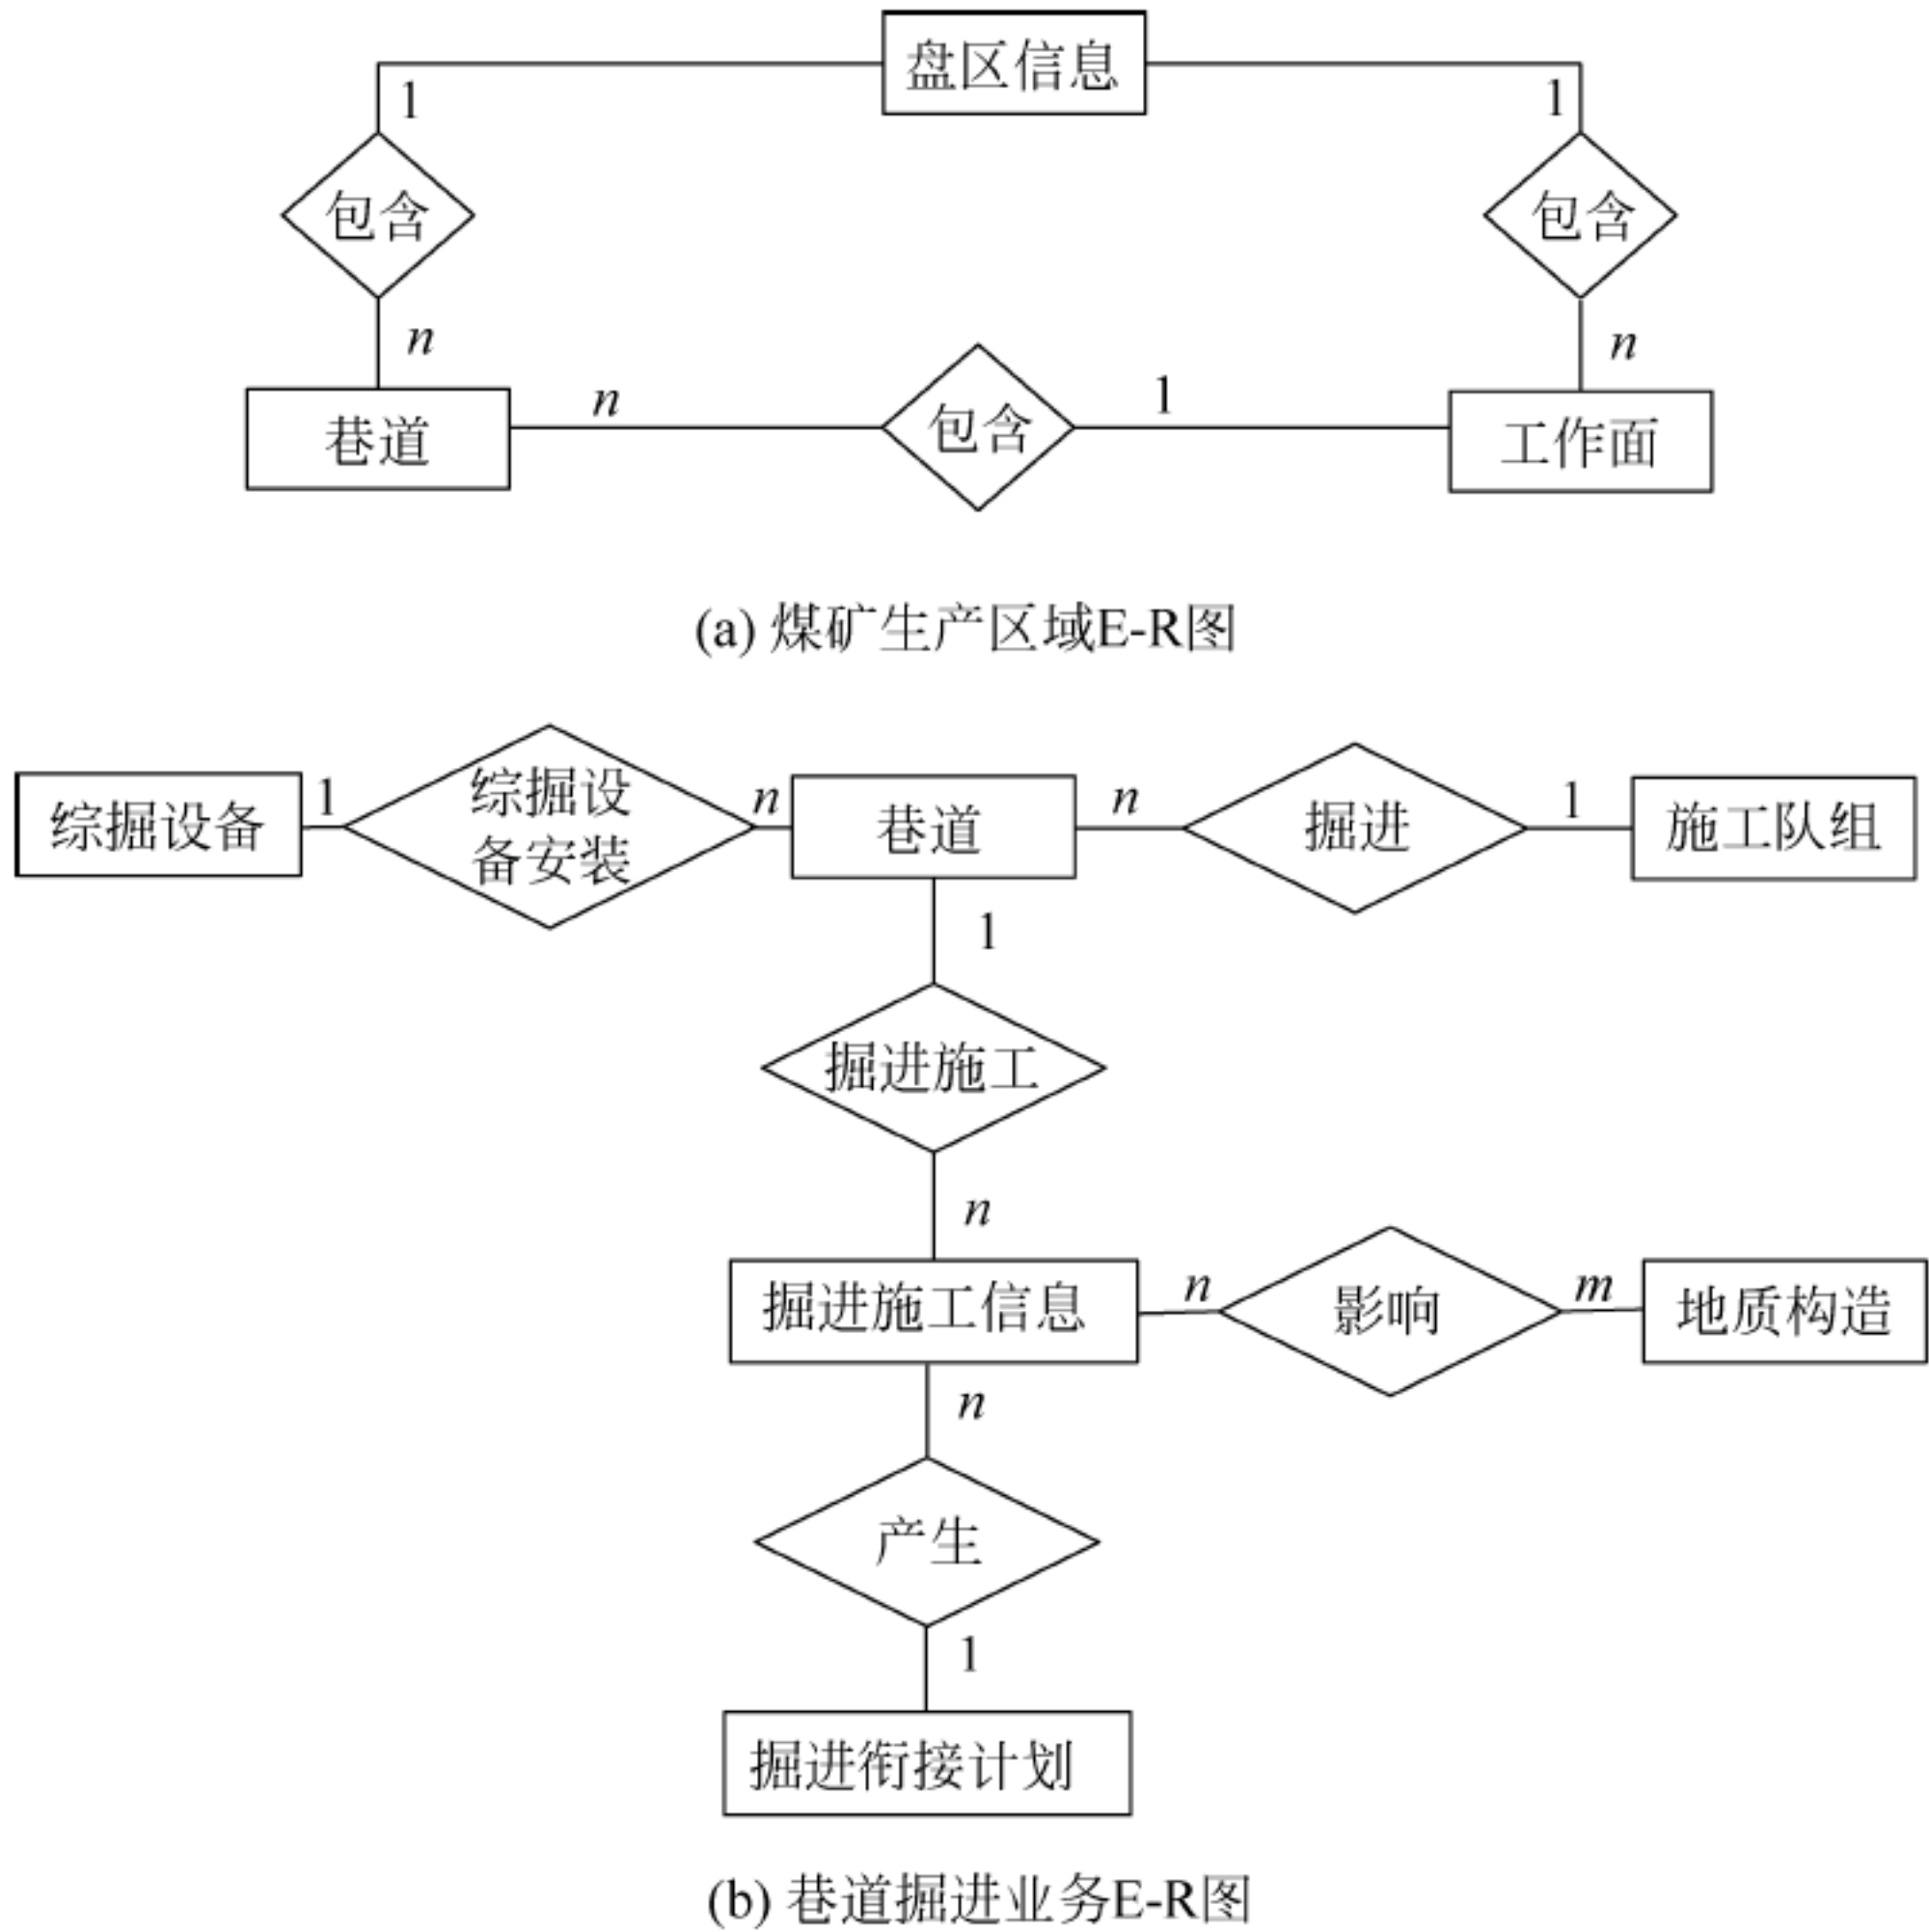 盘区信息
1
1
包含
包含
n
n
巷道
n
包含
1
工作面
(a) 煤矿生产区域E-R图
综掘设备
1
综掘设
备安装
n
巷道
n
掘进
1
施工队组
1
掘进施工
n
掘进施工信息
n
影响
m
地质构造
n
产生
1
掘进衔接计划
(b) 巷道掘进业务E-R图